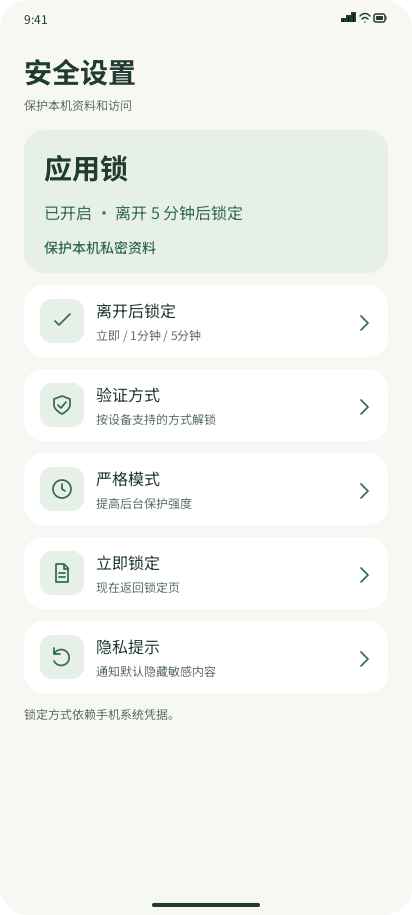 9:41
安全设置
保护本机资料和访问
应用锁
已开启 · 离开 5 分钟后锁定
保护本机私密资料
离开后锁定
立即 / 1分钟 / 5分钟
验证方式
按设备支持的方式解锁
严格模式
提高后台保护强度
立即锁定
现在返回锁定页
隐私提示
通知默认隐藏敏感内容
锁定方式依赖手机系统凭据。